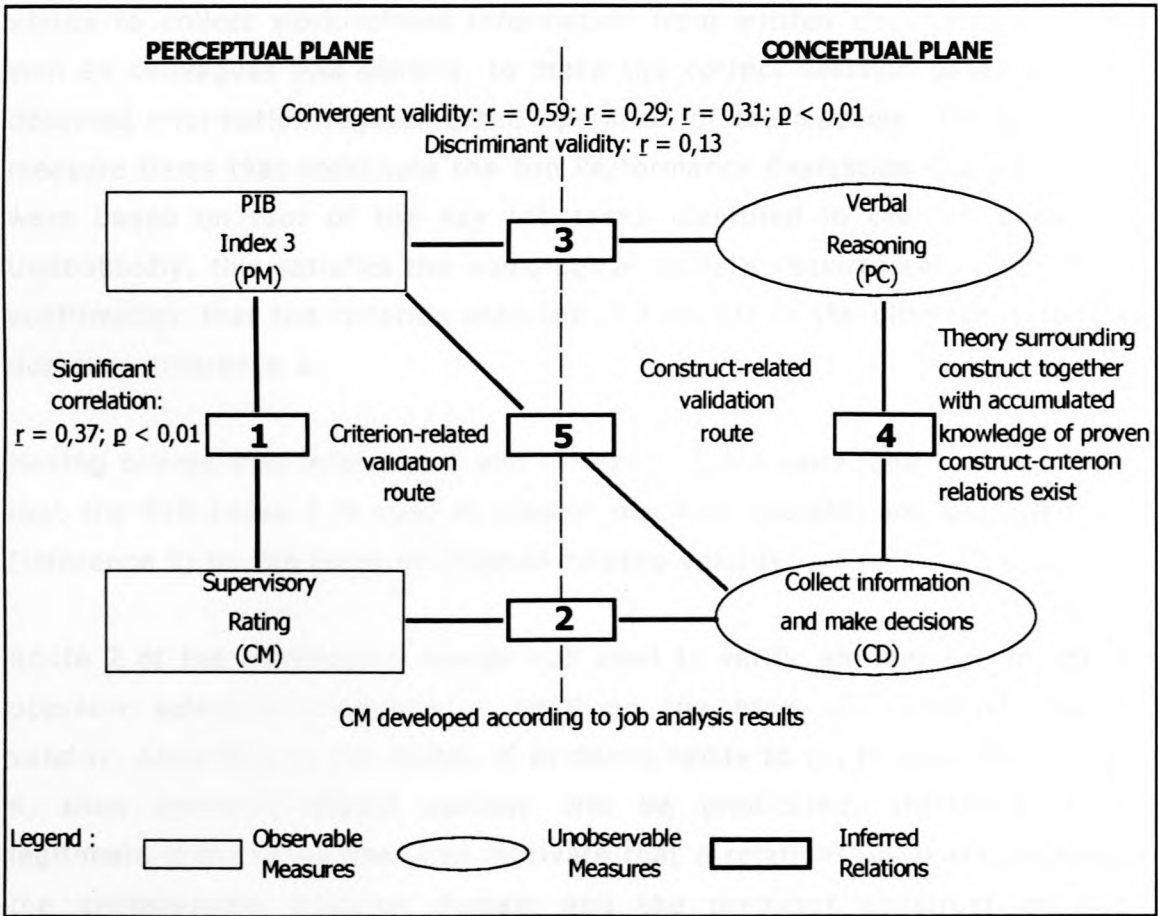 PERCEPTUAL PLANE
CONCEPTUAL PLANE
Convergent validity: r = 0,59; r = 0,29; r = 0,31; p < 0,01
Discriminant validity: r = 0,13
PIB
Index 3
(PM)
3
Verbal
Reasoning
(PC)
Significant
correlation:
r = 0,37; p < 0,01
1
Criterion-related
validation
route
5
Construct-related
validation
route
4
Theory surrounding
construct together
with accumulated
knowledge of proven
construct-criterion
relations exist
Supervisory
Rating
(CM)
2
Collect information
and make decisions
(CD)
CM developed according to job analysis results
Legend :
Observable
Measures
Unobservable
Measures
Inferred
Relations